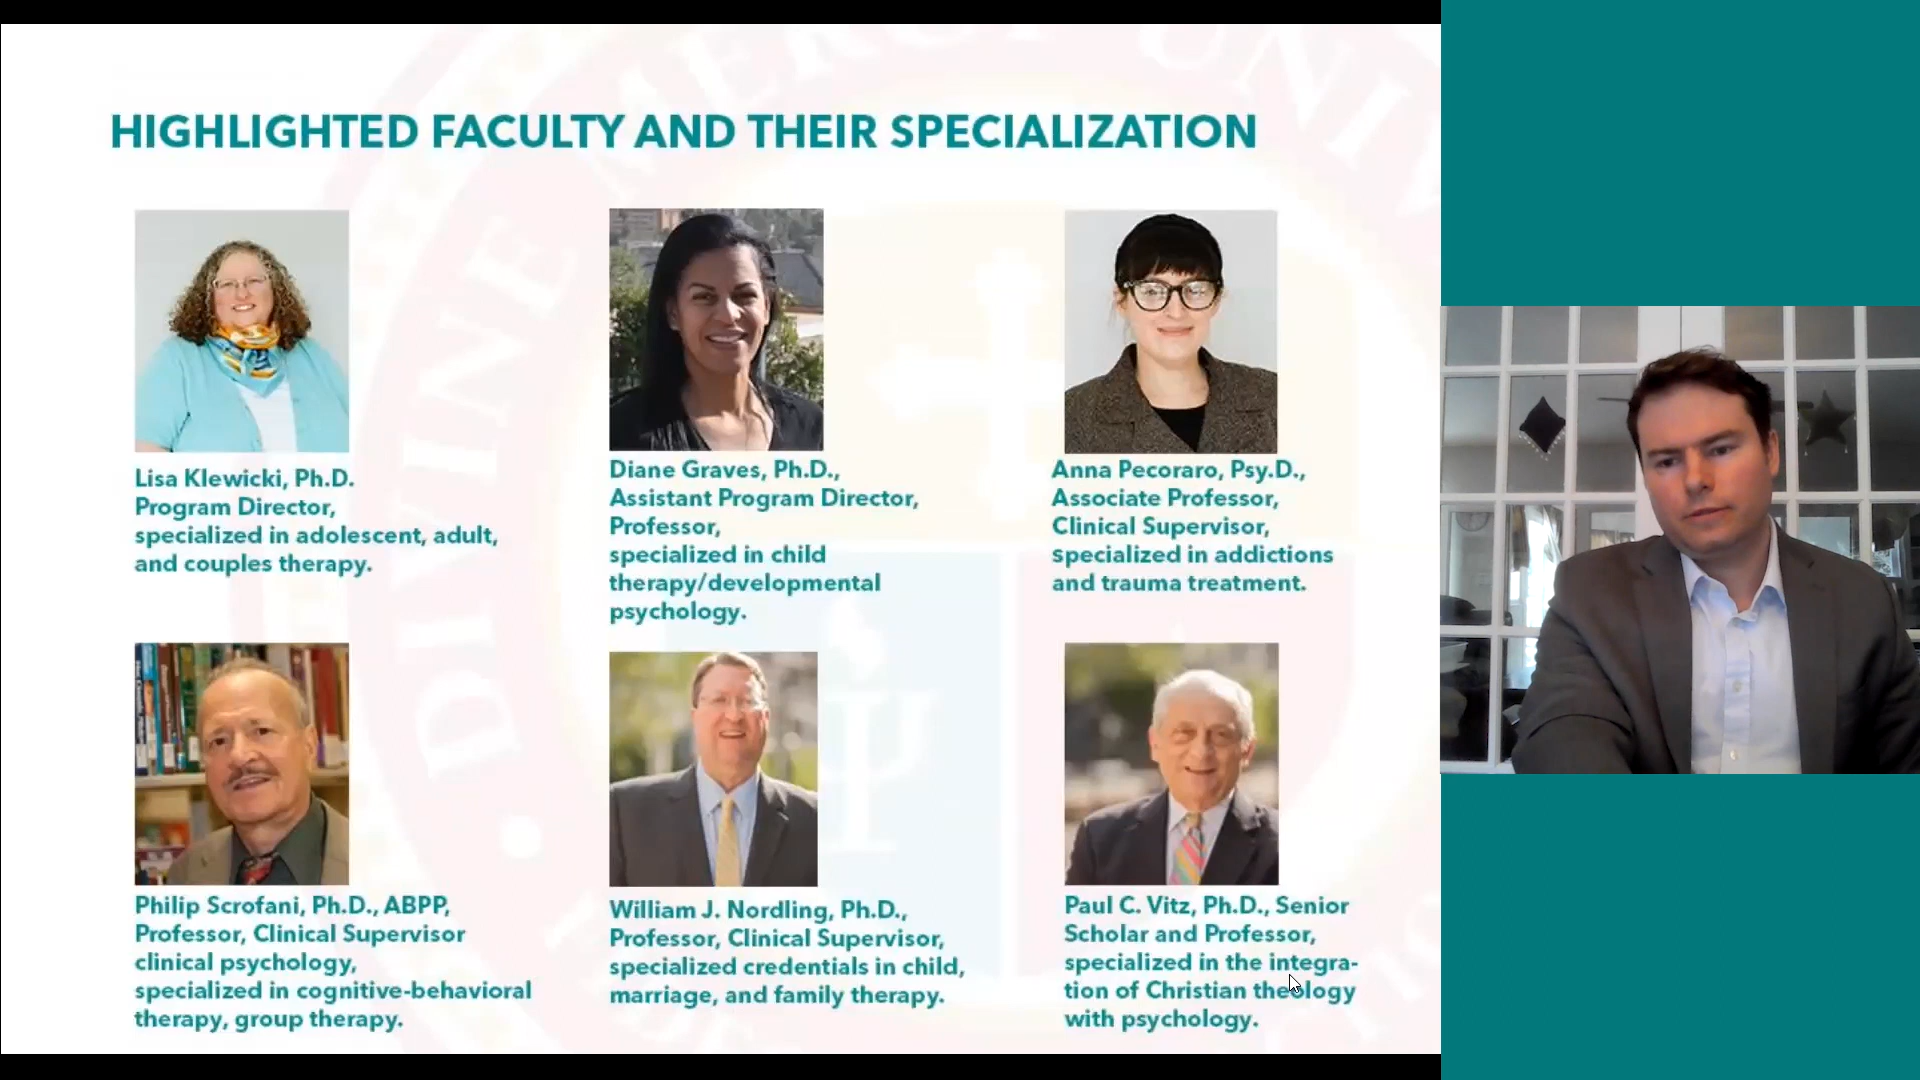 HIGHLIGHTED FACULTY AND THEIR SPECIALIZATION
Lisa Klewicki, Ph.D.
Program Director,
specialized in adolescent, adult,
and couples therapy.
Diane Graves, Ph.D.,
Assistant Program Director,
Professor,
specialized in child
therapy/developmental
psychology.
Anna Pecoraro, Psy.D.,
Associate Professor,
Clinical Supervisor,
specialized in addictions
and trauma treatment.
Philip Scrofani, Ph.D., ABPP,
Professor, Clinical Supervisor
clinical psychology,
specialized in cognitive-behavioral
therapy, group therapy.
William J. Nordling, Ph.D.,
Professor, Clinical Supervisor,
specialized credentials in child,
marriage, and family therapy.
Paul C. Vitz, Ph.D., Senior
Scholar and Professor,
specialized in the integra-
tion of Christian theology
with psychology.
DIVINE MERCY UNIV